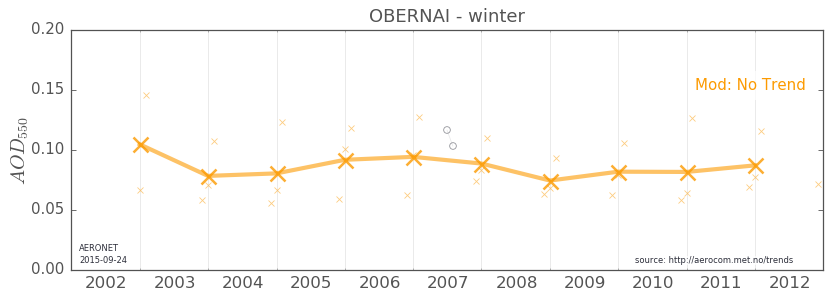 OBERNAI - winter
0.20
0.15
0.10
0.05
0.00
AOD550
Mod: No Trend
AERONET
2015-09-24
source: http://aerocom.met.no/trends
2002 2003 2004 2005 2006 2007 2008 2009 2010 2011 2012